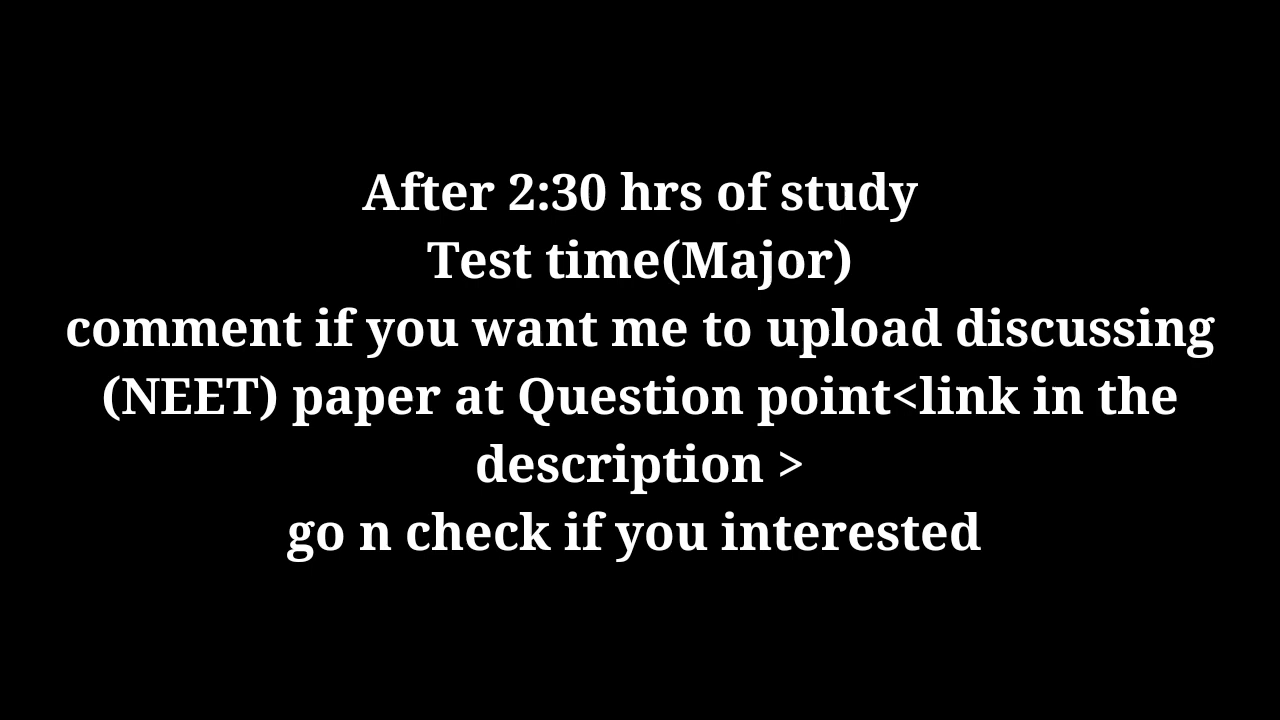 After 2:30 hrs of study
Test time(Major)
comment if you want me to upload discussing
(NEET) paper at Question point<link in the
description >
go n check if you interested